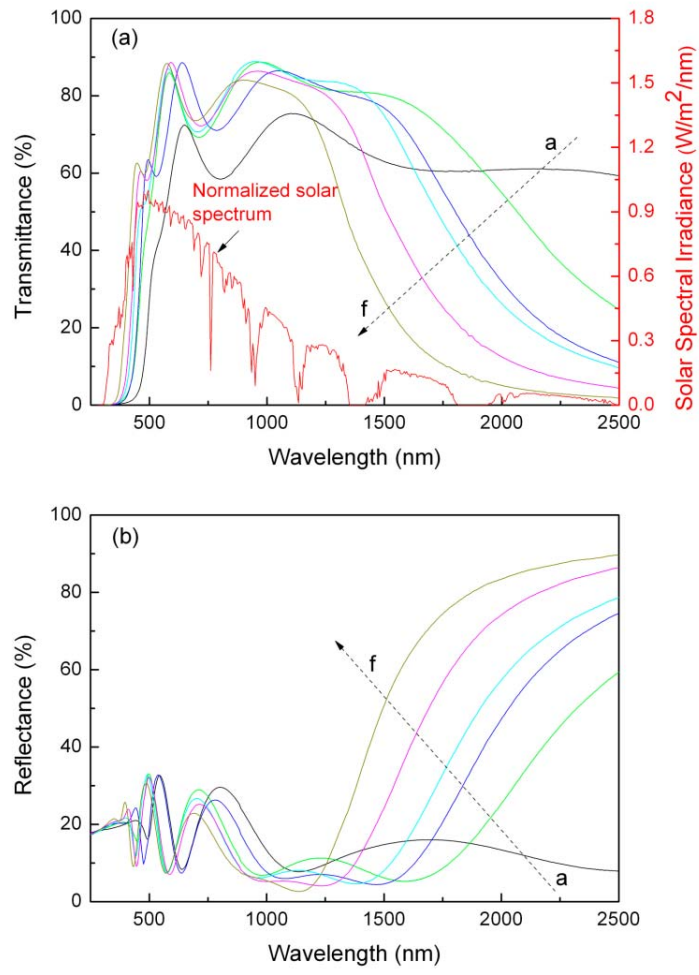 (a)
100
80
60
40
20
0
Transmittance (%)
1.8
1.5
1.2
0.9
0.6
0.3
0.0
Solar Spectral Irradiance (W/m²/nm)
a
Normalized solar
spectrum
f
500
1000
1500
2000
2500
Wavelength (nm)
(b)
100
80
60
40
20
0
Reflectance (%)
f
a
500
1000
1500
2000
2500
Wavelength (nm)